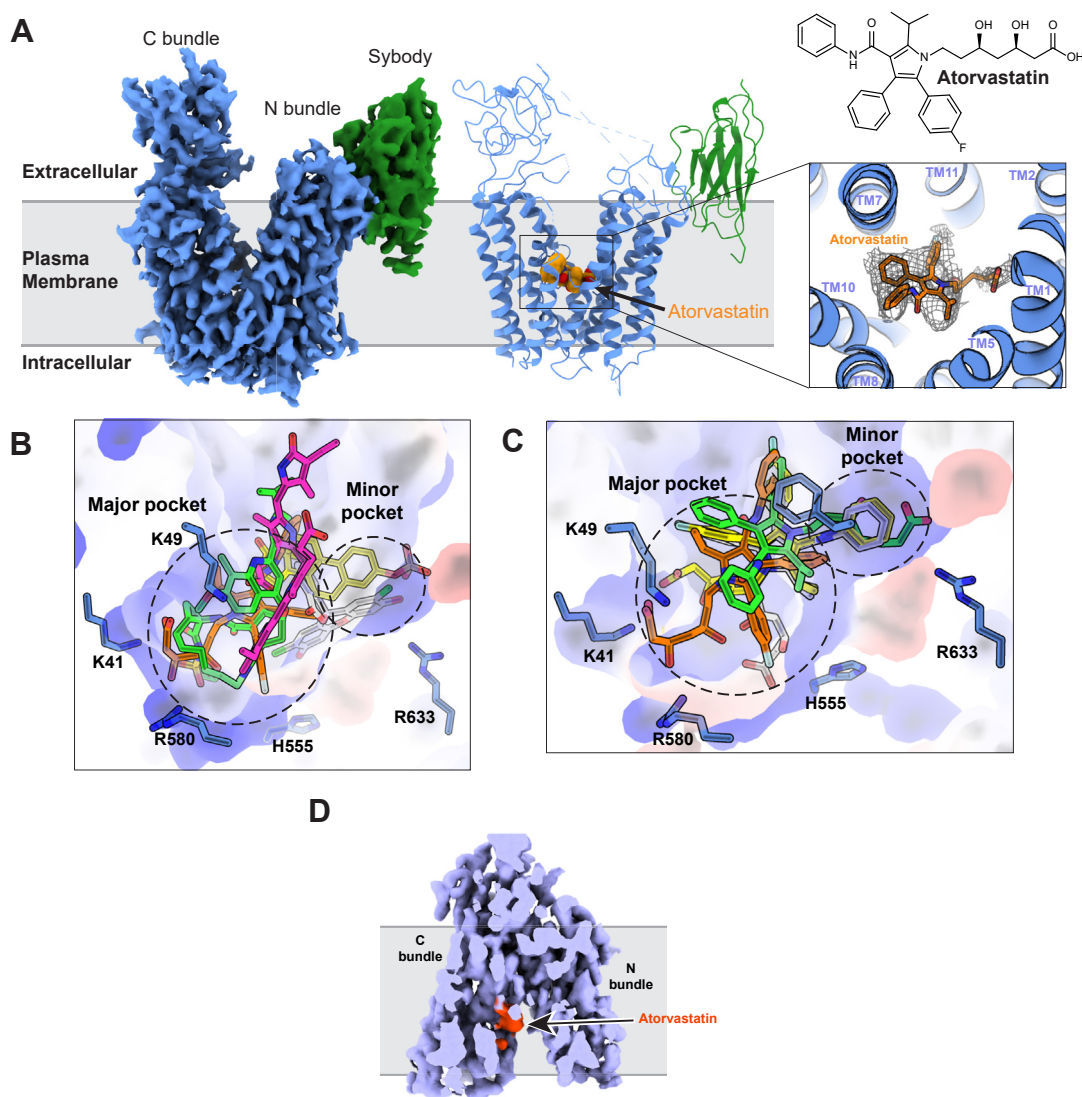 A
C bundle
Sybody
N bundle
Extracellular
Plasma
Membrane
Intracellular
Atorvastatin
OH
OH
O
OH
O
N
NH
F
Atorvastatin
TM11
TM2
TM7
Atorvastatin
TM10
TM1
TM5
TM8
B
Major pocket
Minor
pocket
K49
K41
R580
H555
R633
C
Minor
pocket
Major pocket
K49
K41
R633
H555
R580
D
C
bundle
N
bundle
Atorvastatin